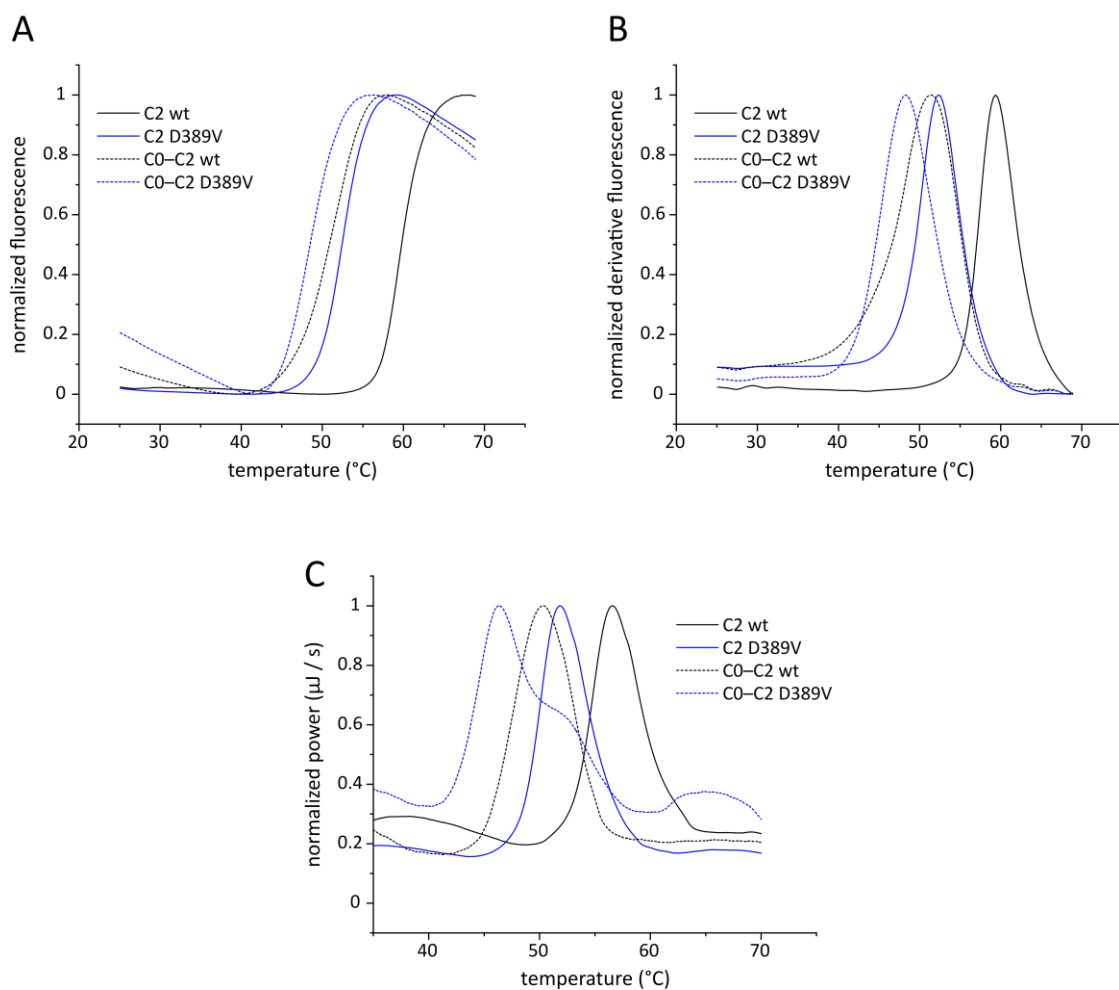 A
C2 wt
C2 D389V
C0–C2 wt
C0–C2 D389V
normalized fluorescence
1
0.8
0.6
0.4
0.2
0
20 30 40 50 60 70
temperature (°C)
B
C2 wt
C2 D389V
C0–C2 wt
C0–C2 D389V
normalized derivative fluorescence
1
0.8
0.6
0.4
0.2
0
20 30 40 50 60 70
temperature (°C)
C
C2 wt
C2 D389V
C0–C2 wt
C0–C2 D389V
normalized power (µJ / s)
1
0.8
0.6
0.4
0.2
0
40 50 60 70
temperature (°C)